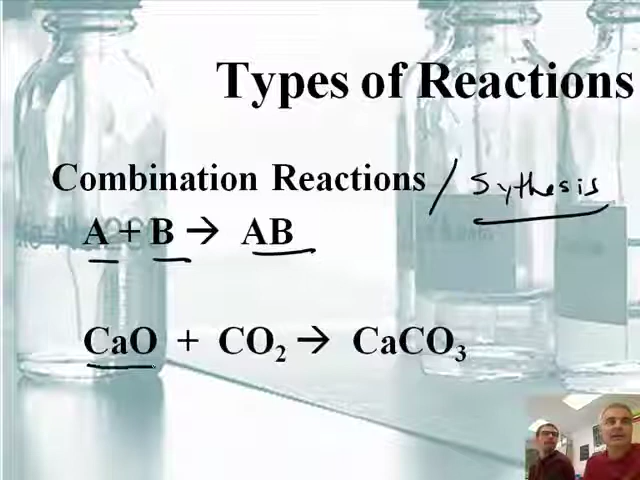 Types of Reactions
Combination Reactions / Sythesis
A + B → AB
CaO + CO₂ → CaCO₃